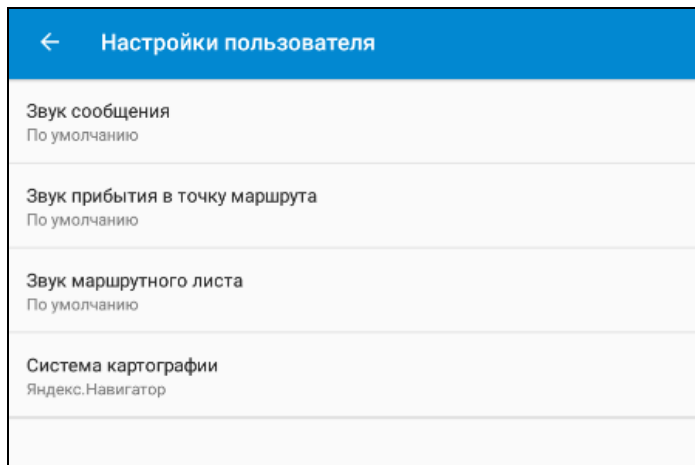 Настройки пользователя
Звук сообщения
По умолчанию
Звук прибытия в точку маршрута
По умолчанию
Звук маршрутного листа
По умолчанию
Система картографии
Яндекс.Навигатор